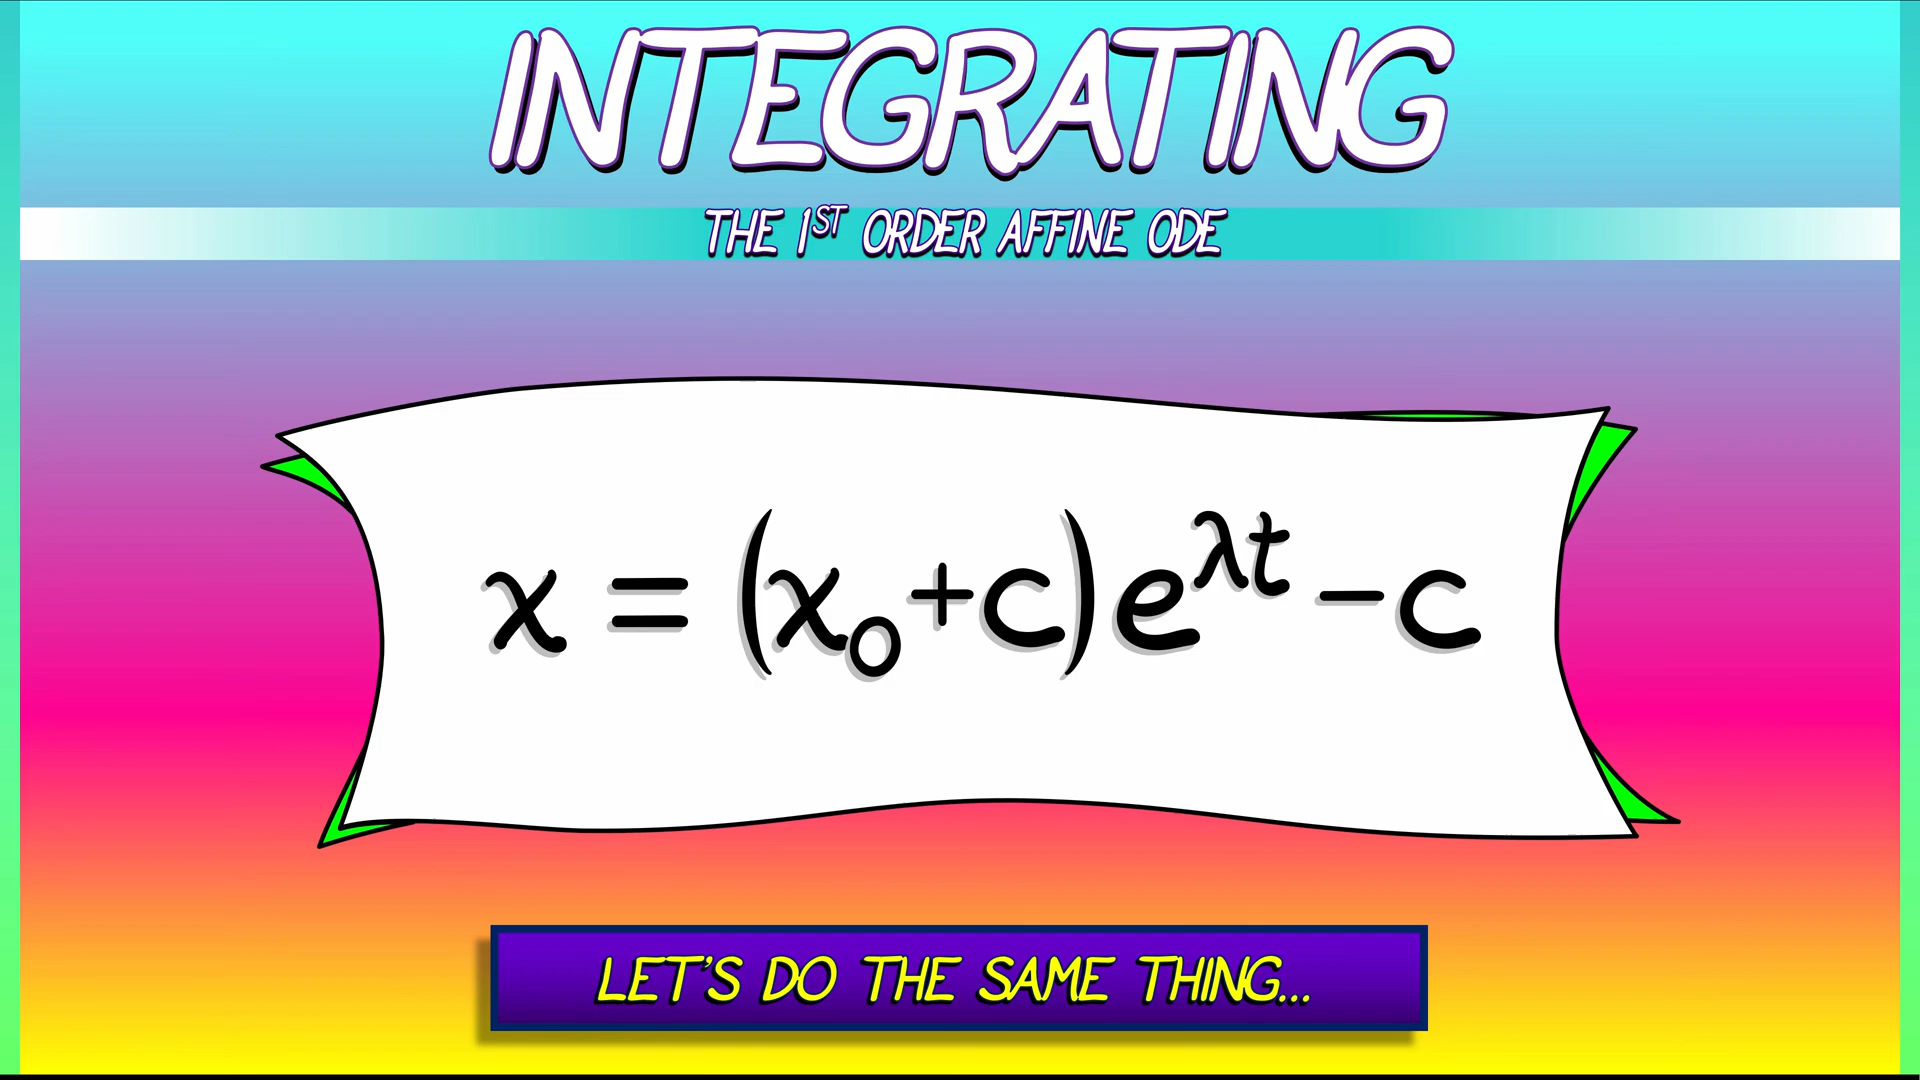 INTEGRATING
THE 1ST ORDER AFFINE ODE
x = (x₀+c)e^{λt} − c
LET'S DO THE SAME THING...